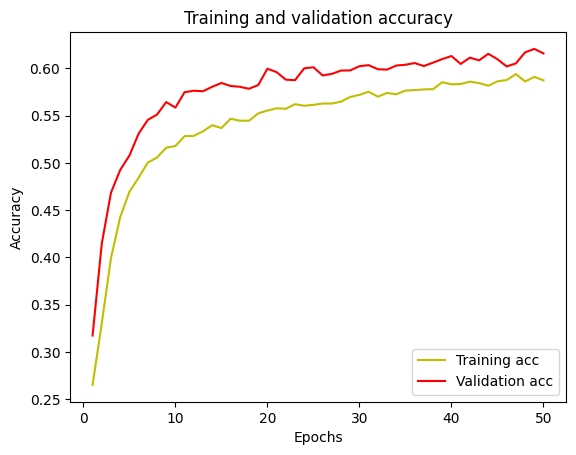 Training and validation accuracy
Accuracy
0.60
0.55
0.50
0.45
0.40
0.35
0.30
0.25
Training acc
Validation acc
0 10 20 30 40 50
Epochs